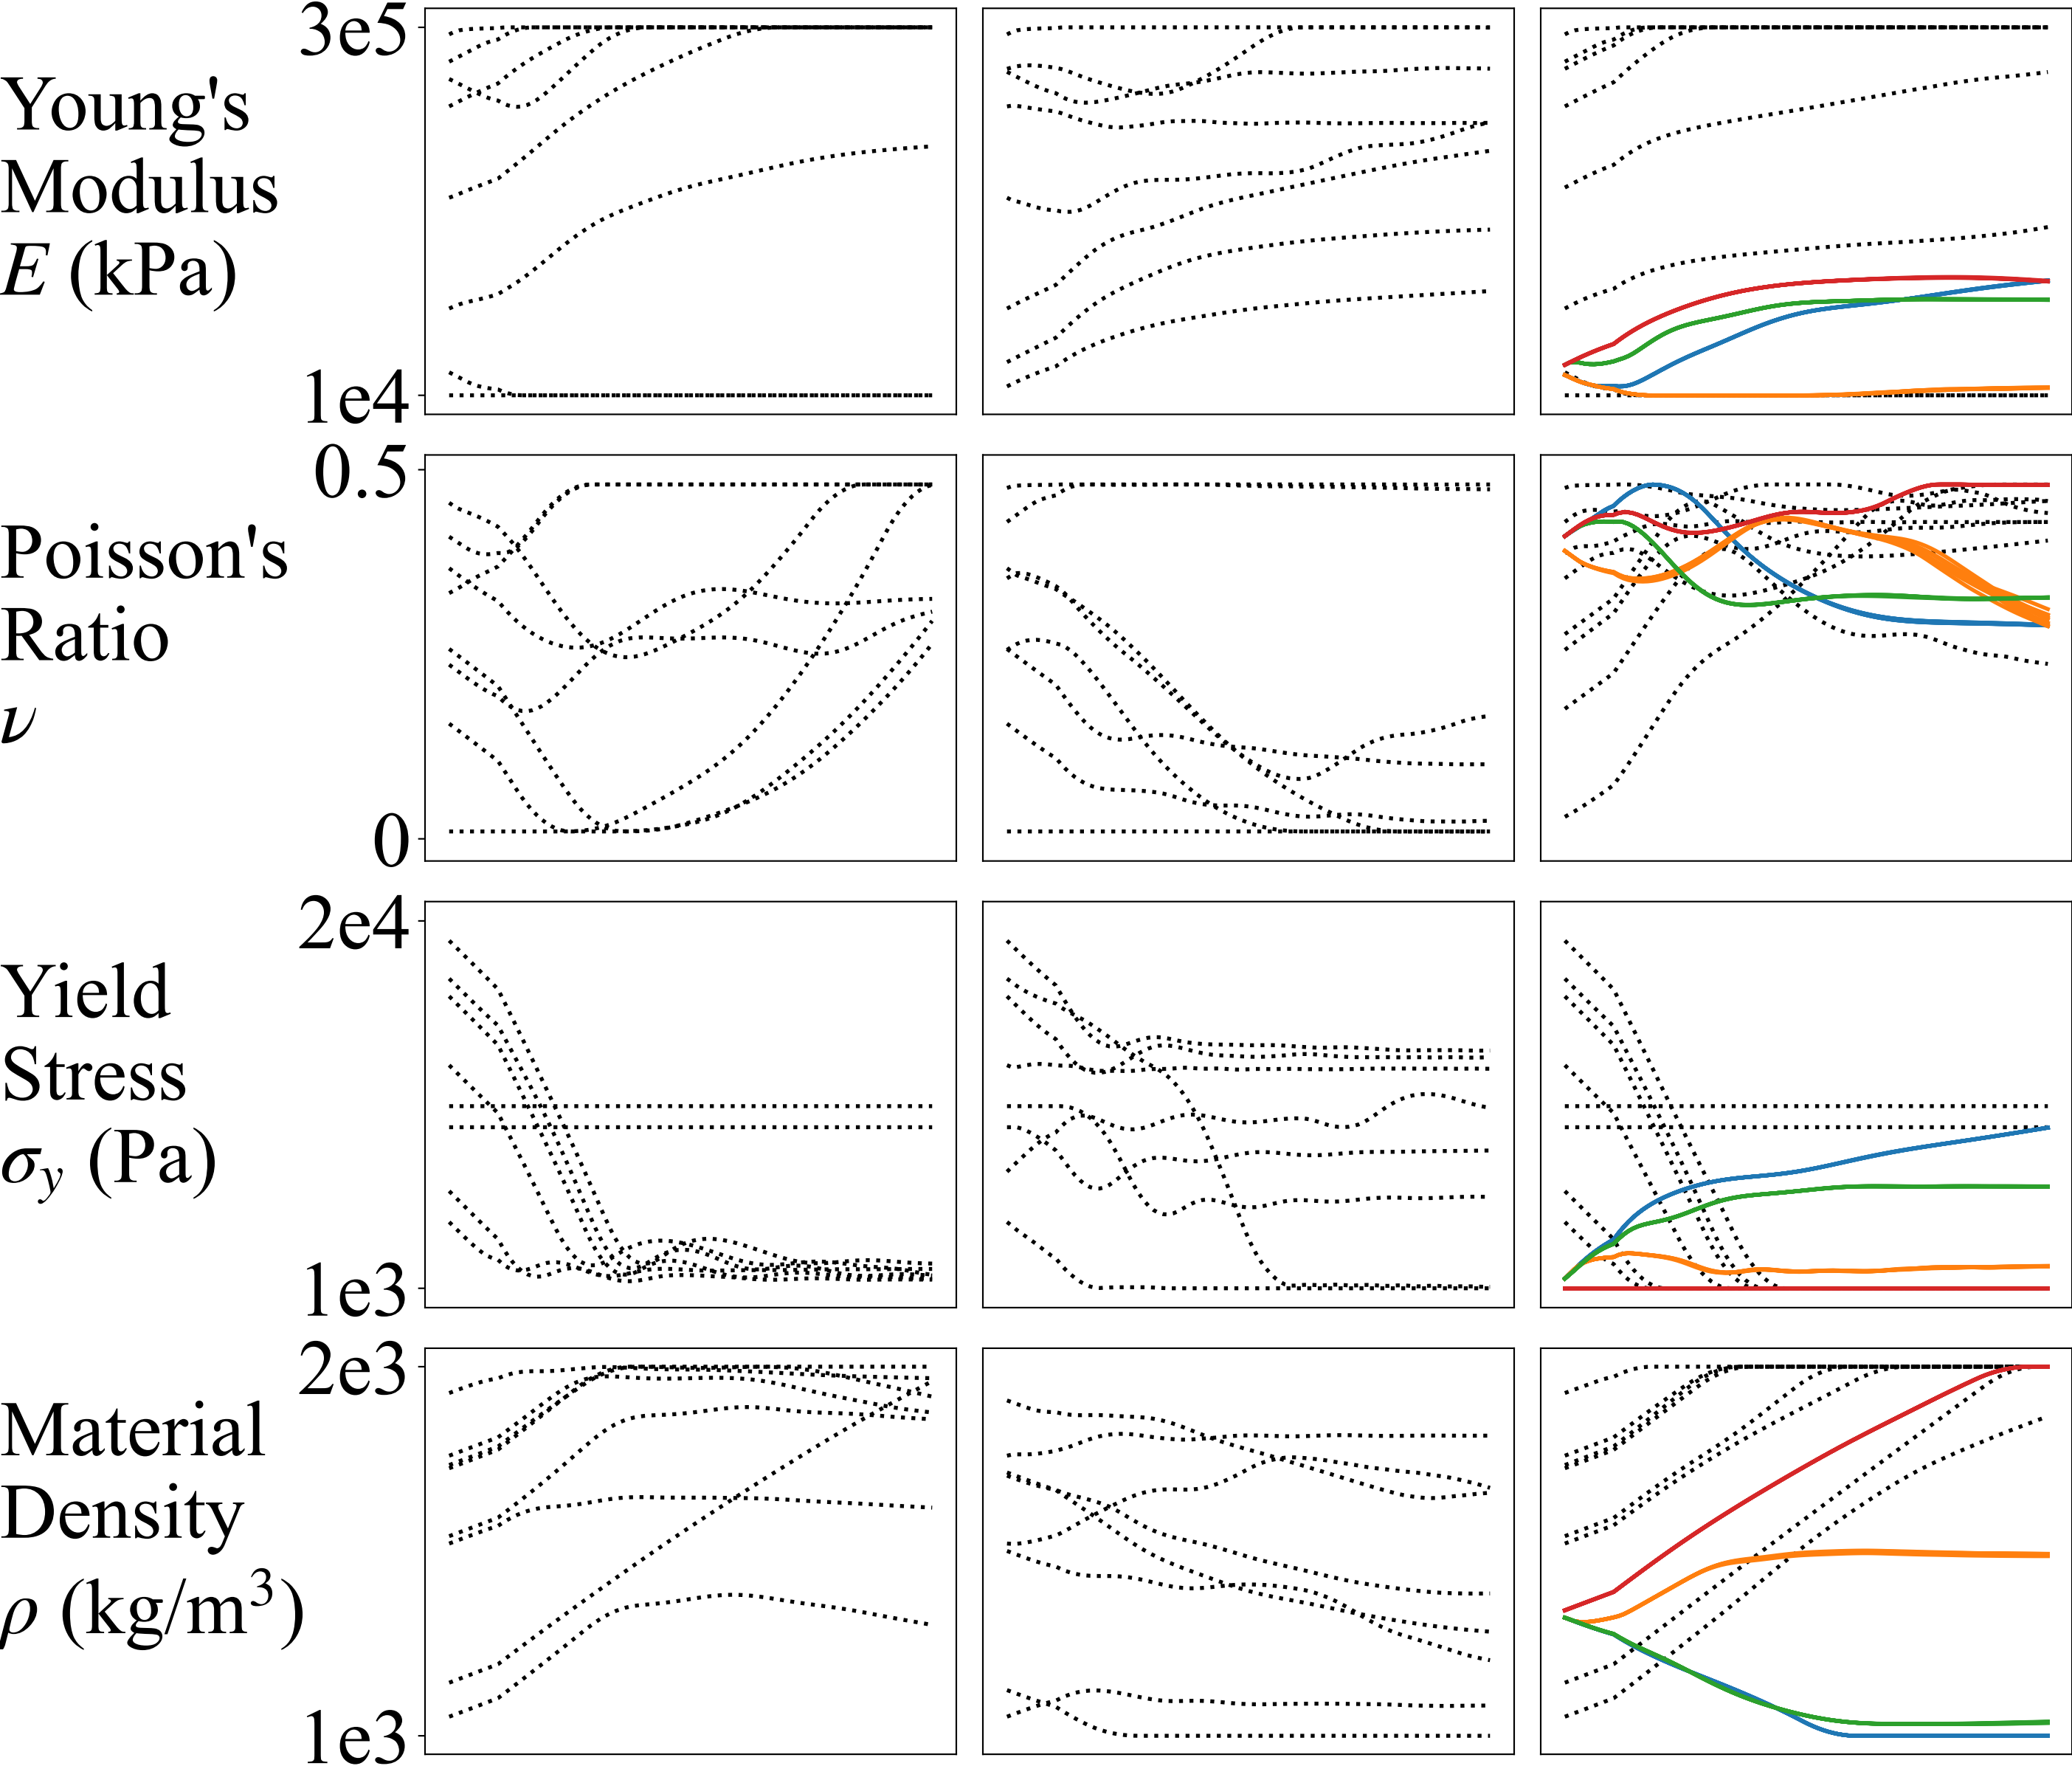 3e5
Young's
Modulus
E (kPa)
1e4
0.5
Poisson's
Ratio
ν
0
2e4
Yield
Stress
σy (Pa)
1e3
2e3
Material
Density
ρ (kg/m³)
1e3